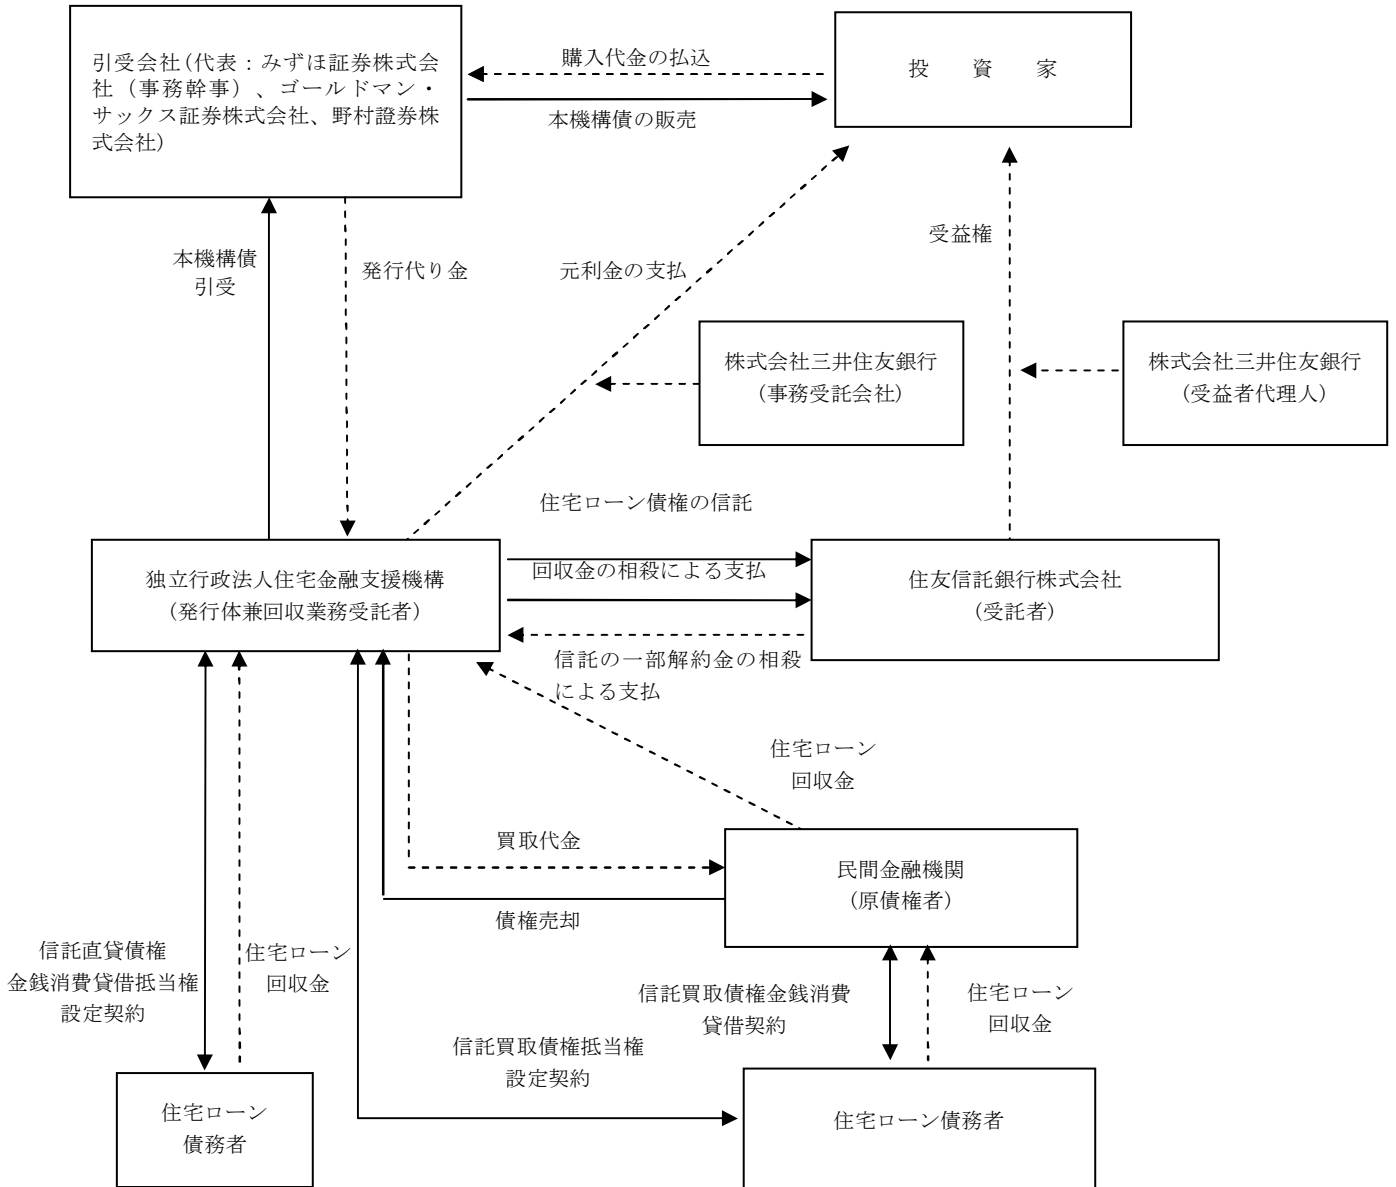 引受会社(代表：みずほ証券株式会
社（事務幹事）、ゴールドマン・
サックス証券株式会社、野村證券株
式会社)
購入代金の払込
本機構債の販売
投　資　家
本機構債
引受
発行代り金
元利金の支払
受益権
株式会社三井住友銀行
（事務受託会社）
株式会社三井住友銀行
（受益者代理人）
住宅ローン債権の信託
独立行政法人住宅金融支援機構
（発行体兼回収業務受託者）
回収金の相殺による支払
住友信託銀行株式会社
（受託者）
信託の一部解約金の相殺
による支払
住宅ローン
回収金
買取代金
民間金融機関
（原債権者）
債権売却
信託直貸債権
金銭消費貸借抵当権
設定契約
住宅ローン
回収金
信託買取債権金銭消費
貸借契約
住宅ローン
回収金
信託買取債権抵当権
設定契約
住宅ローン
債務者
住宅ローン債務者